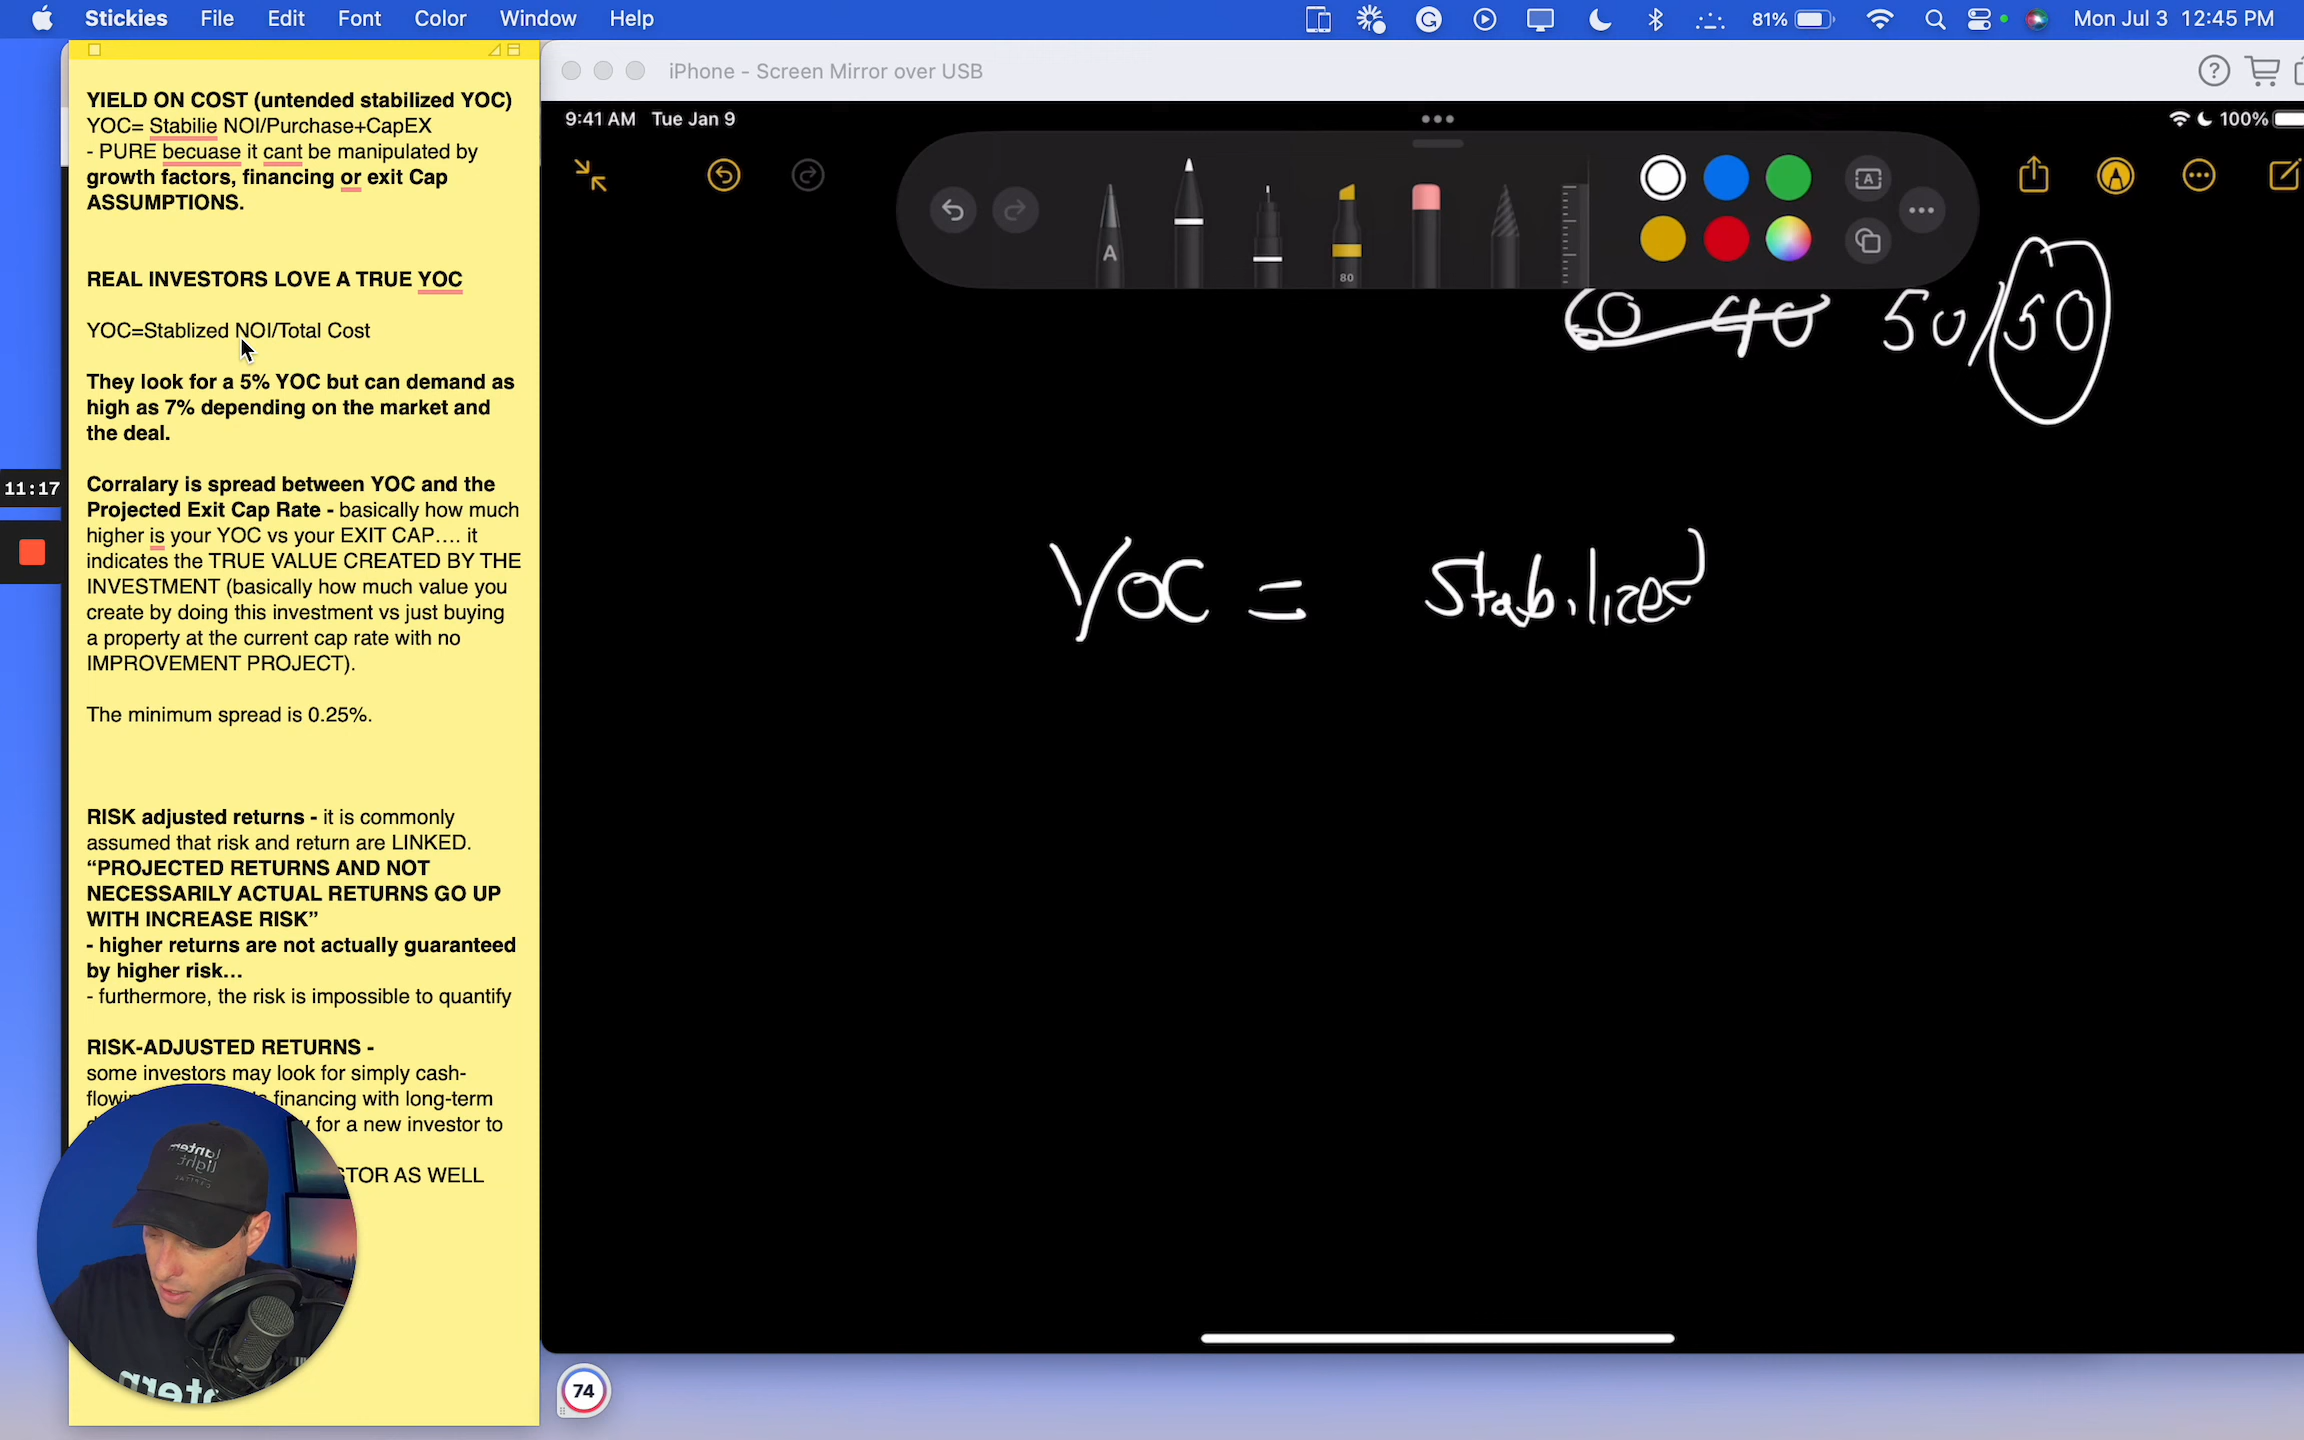 Stickies File Edit Font Color Window Help 81% Mon Jul 3 12:45 PM
YIELD ON COST (untended stabilized YOC)
YOC= Stabilie NOI/Purchase+CapEX
- PURE becuase it cant be manipulated by
growth factors, financing or exit Cap
ASSUMPTIONS.
REAL INVESTORS LOVE A TRUE YOC
YOC=Stablized NOI/Total Cost
They look for a 5% YOC but can demand as
high as 7% depending on the market and
the deal.
Corralary is spread between YOC and the
Projected Exit Cap Rate - basically how much
higher is your YOC vs your EXIT CAP.... it
indicates the TRUE VALUE CREATED BY THE
INVESTMENT (basically how much value you
create by doing this investment vs just buying
a property at the current cap rate with no
IMPROVEMENT PROJECT).
The minimum spread is 0.25%.
RISK adjusted returns - it is commonly
assumed that risk and return are LINKED.
“PROJECTED RETURNS AND NOT
NECESSARILY ACTUAL RETURNS GO UP
WITH INCREASE RISK”
- higher returns are not actually guaranteed
by higher risk...
- furthermore, the risk is impossible to quantify
RISK-ADJUSTED RETURNS -
some investors may look for simply cash-
financing with long-term
for a new investor to
AS WELL
11:17
iPhone - Screen Mirror over USB
9:41 AM Tue Jan 9 100%
A 80 A
60 40 50/50
YOC = Stabilized
lantern
light
CAPITAL
74